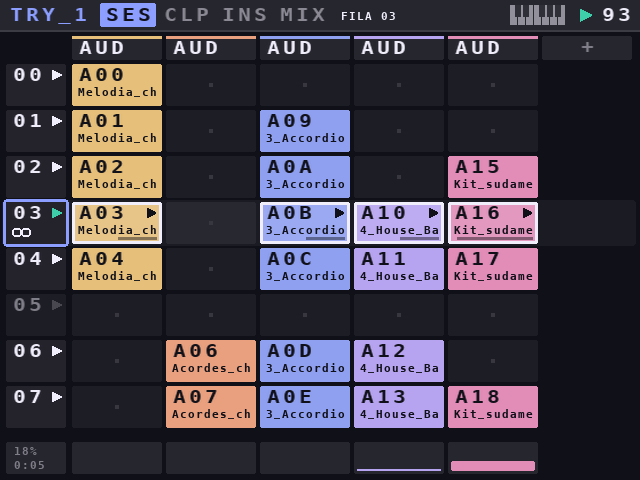 TRY_1 SES CLP INS MIX FILA 03 93
AUD AUD AUD AUD AUD +
00 A00
Melodia_ch
01 A01 A09
Melodia_ch 3_Accordio
02 A02 A0A A15
Melodia_ch 3_Accordio Kit_sudame
03 A03 A0B A10 A16
∞ Melodia_ch 3_Accordio 4_House_Ba Kit_sudame
04 A04 A0C A11 A17
Melodia_ch 3_Accordio 4_House_Ba Kit_sudame
05
06 A06 A0D A12
Acordes_ch 3_Accordio 4_House_Ba
07 A07 A0E A13 A18
Acordes_ch 3_Accordio 4_House_Ba Kit_sudame
18%
0:05